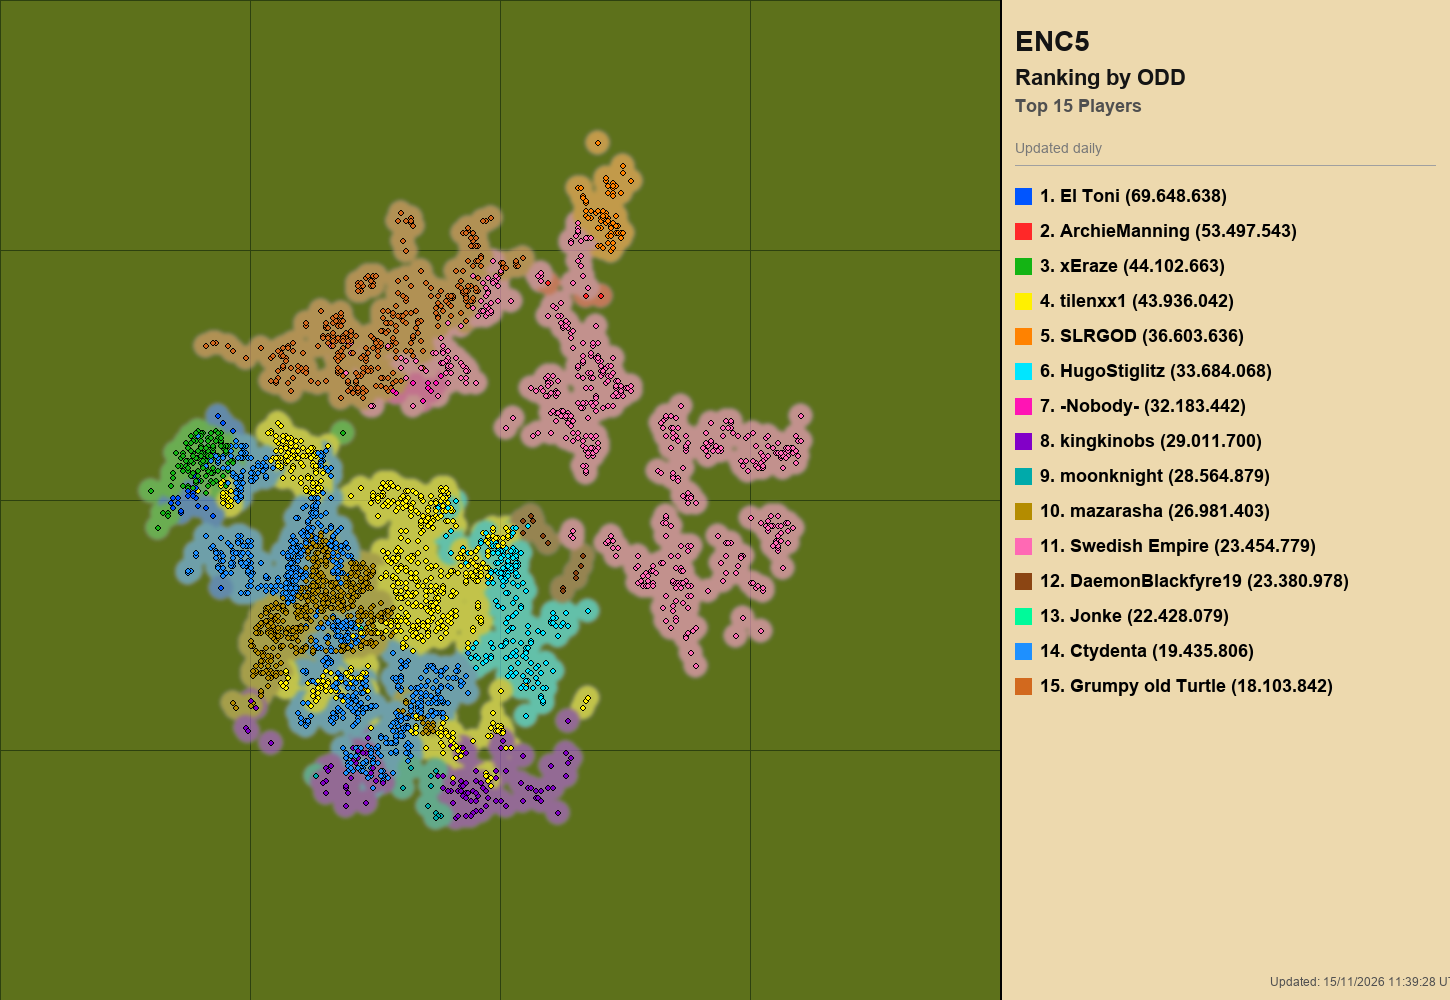 ENC5
Ranking by ODD
Top 15 Players
Updated daily
1. El Toni (69.648.638)
2. ArchieManning (53.497.543)
3. xEraze (44.102.663)
4. tilenxx1 (43.936.042)
5. SLRGOD (36.603.636)
6. HugoStiglitz (33.684.068)
7. -Nobody- (32.183.442)
8. kingkinobs (29.011.700)
9. moonknight (28.564.879)
10. mazarasha (26.981.403)
11. Swedish Empire (23.454.779)
12. DaemonBlackfyre19 (23.380.978)
13. Jonke (22.428.079)
14. Ctydenta (19.435.806)
15. Grumpy old Turtle (18.103.842)
Updated: 15/11/2026 11:39:28